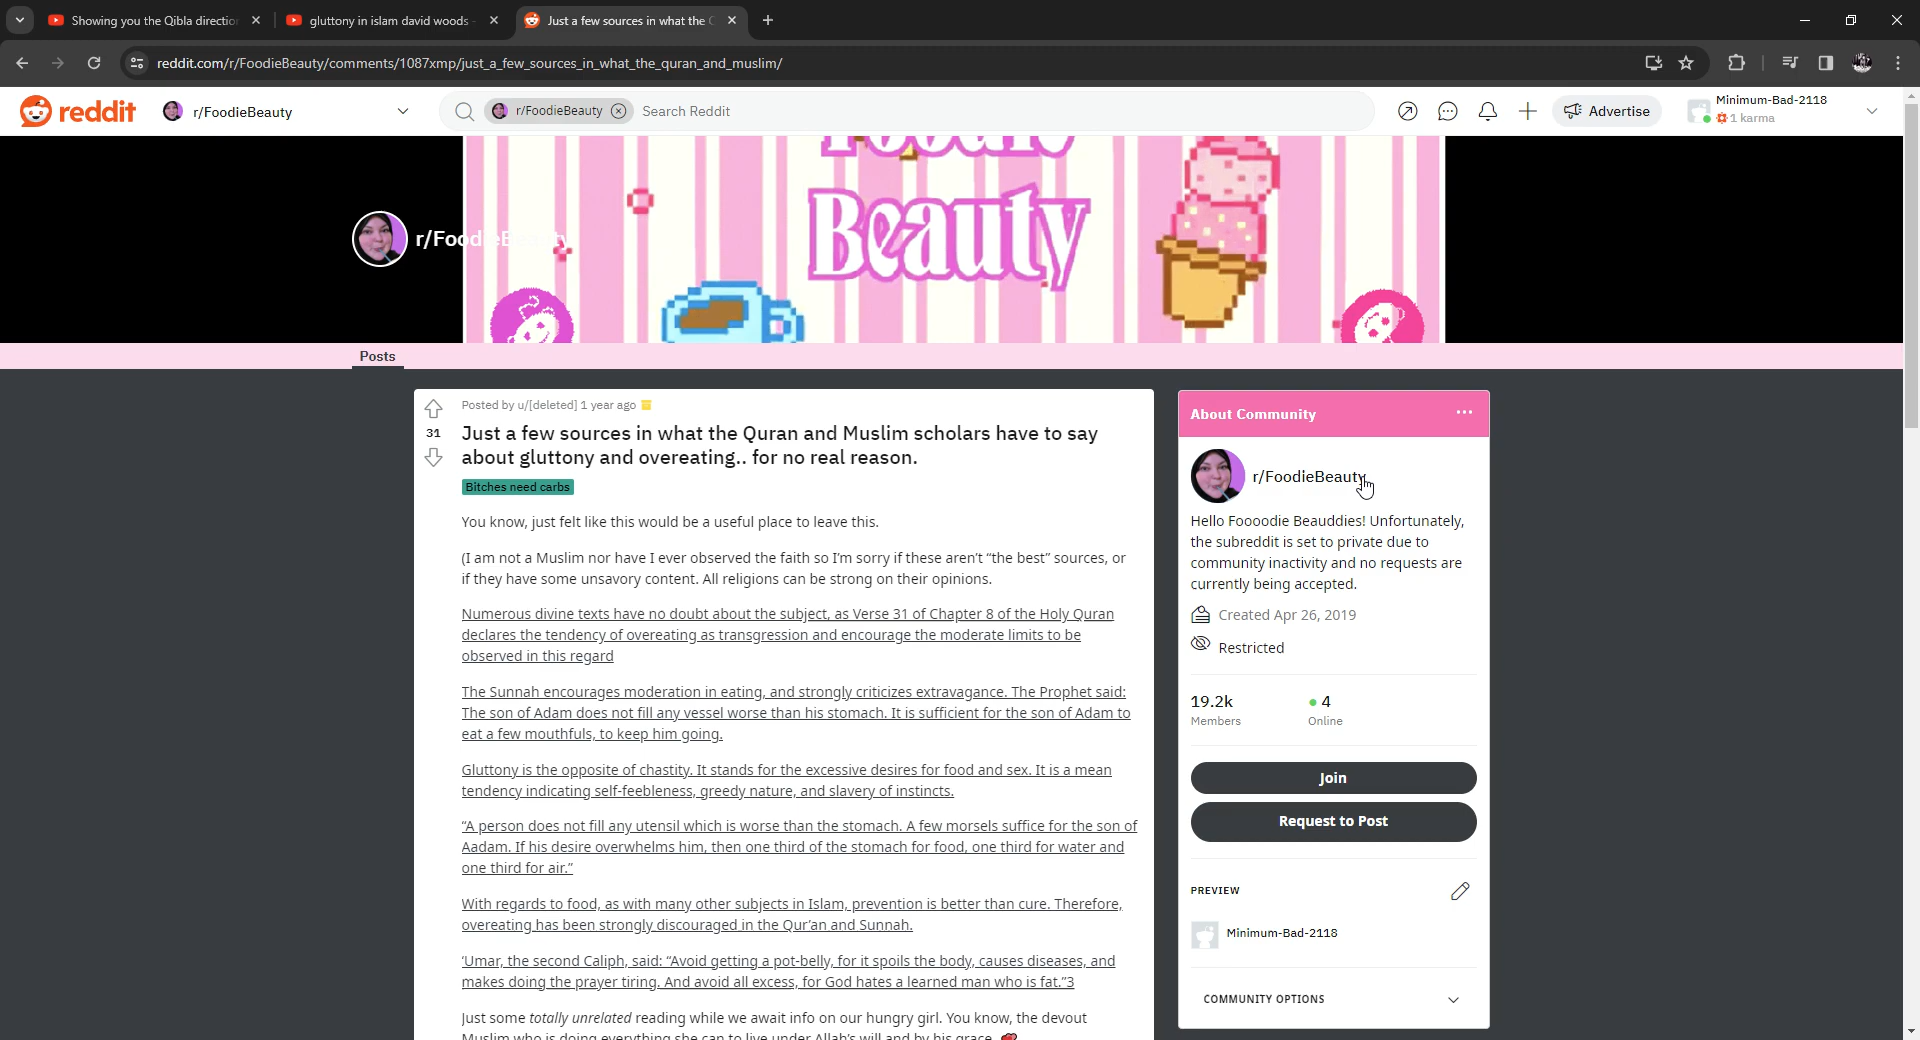 Showing you the Qibla directio
gluttony in islam david woods -
Just a few sources in what the
reddit.com/r/FoodieBeauty/comments/1087xmp/just_a_few_sources_in_what_the_quran_and_muslim/
reddit
r/FoodieBeauty
r/FoodieBeauty
Search Reddit
Advertise
Minimum-Bad-2118
1 karma
Foodie
Beauty
r/FoodieBeauty
Posts
Posted by u/[deleted] 1 year ago
31
Just a few sources in what the Quran and Muslim scholars have to say
about gluttony and overeating.. for no real reason.
Bitches need carbs
You know, just felt like this would be a useful place to leave this.
(I am not a Muslim nor have I ever observed the faith so I'm sorry if these aren't “the best” sources, or
if they have some unsavory content. All religions can be strong on their opinions.
Numerous divine texts have no doubt about the subject, as Verse 31 of Chapter 8 of the Holy Quran
declares the tendency of overeating as transgression and encourage the moderate limits to be
observed in this regard
The Sunnah encourages moderation in eating, and strongly criticizes extravagance. The Prophet said:
The son of Adam does not fill any vessel worse than his stomach. It is sufficient for the son of Adam to
eat a few mouthfuls, to keep him going.
Gluttony is the opposite of chastity. It stands for the excessive desires for food and sex. It is a mean
tendency indicating self-feebleness, greedy nature, and slavery of instincts.
“A person does not fill any utensil which is worse than the stomach. A few morsels suffice for the son of
Aadam. If his desire overwhelms him, then one third of the stomach for food, one third for water and
one third for air.”
With regards to food, as with many other subjects in Islam, prevention is better than cure. Therefore,
overeating has been strongly discouraged in the Qur'an and Sunnah.
'Umar, the second Caliph, said: “Avoid getting a pot-belly, for it spoils the body, causes diseases, and
makes doing the prayer tiring. And avoid all excess, for God hates a learned man who is fat.”3
Just some totally unrelated reading while we await info on our hungry girl. You know, the devout
Muslim who is doing everything she can to live under Allah's will and by his grace.
About Community
r/FoodieBeauty
Hello Foooodie Beauddies! Unfortunately,
the subreddit is set to private due to
community inactivity and no requests are
currently being accepted.
Created Apr 26, 2019
Restricted
19.2k
4
Members
Online
Join
Request to Post
PREVIEW
Minimum-Bad-2118
COMMUNITY OPTIONS